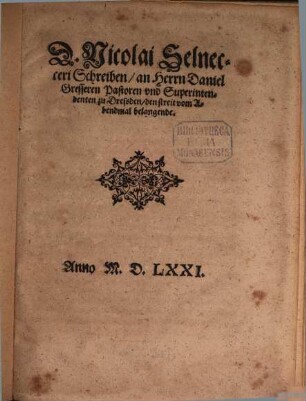 D. Nicolai Selnec-
ceri Schreiben / an Herrn Daniel
Gresseren Pastoren vnd Superinten-
denten zu Dreßden / den streit vom A-
bendmal belangende.
BIBLIOTHECA
REGIA
MONACENSIS.
Anno M. D. LXXI.